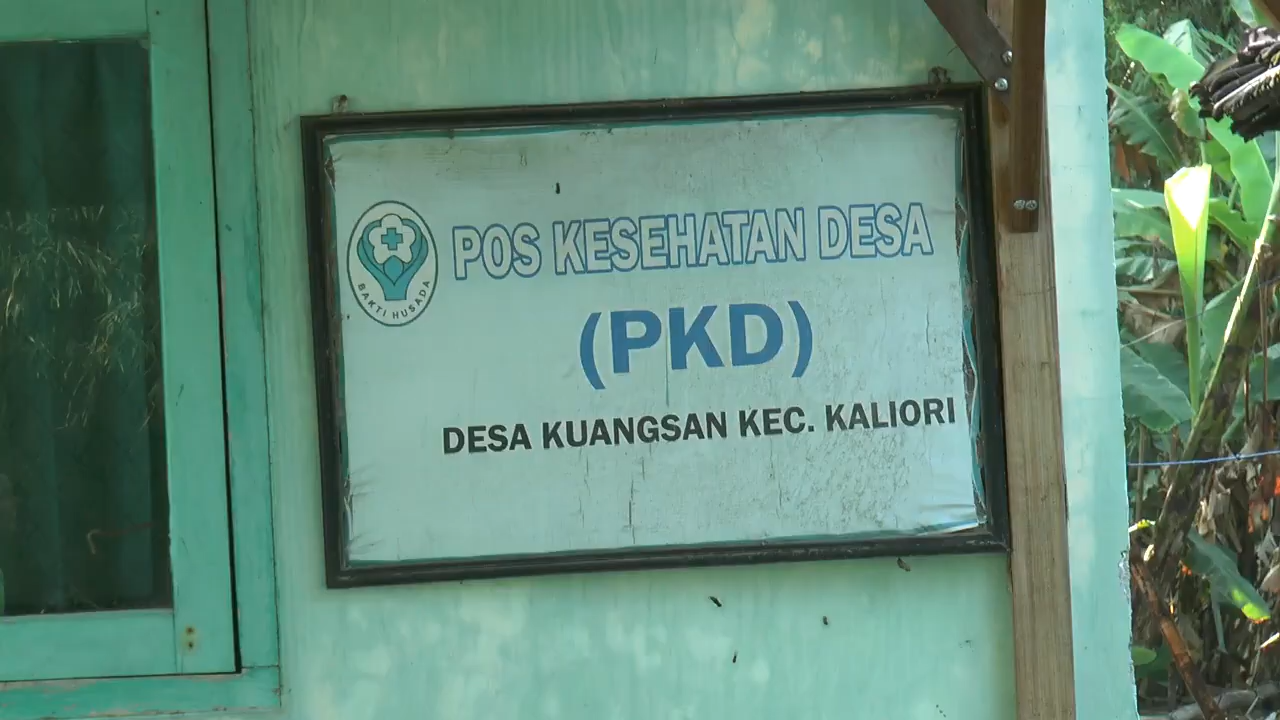 BAKTI HUSADA
POS KESEHATAN DESA
(PKD)
DESA KUANGSAN KEC. KALIORI